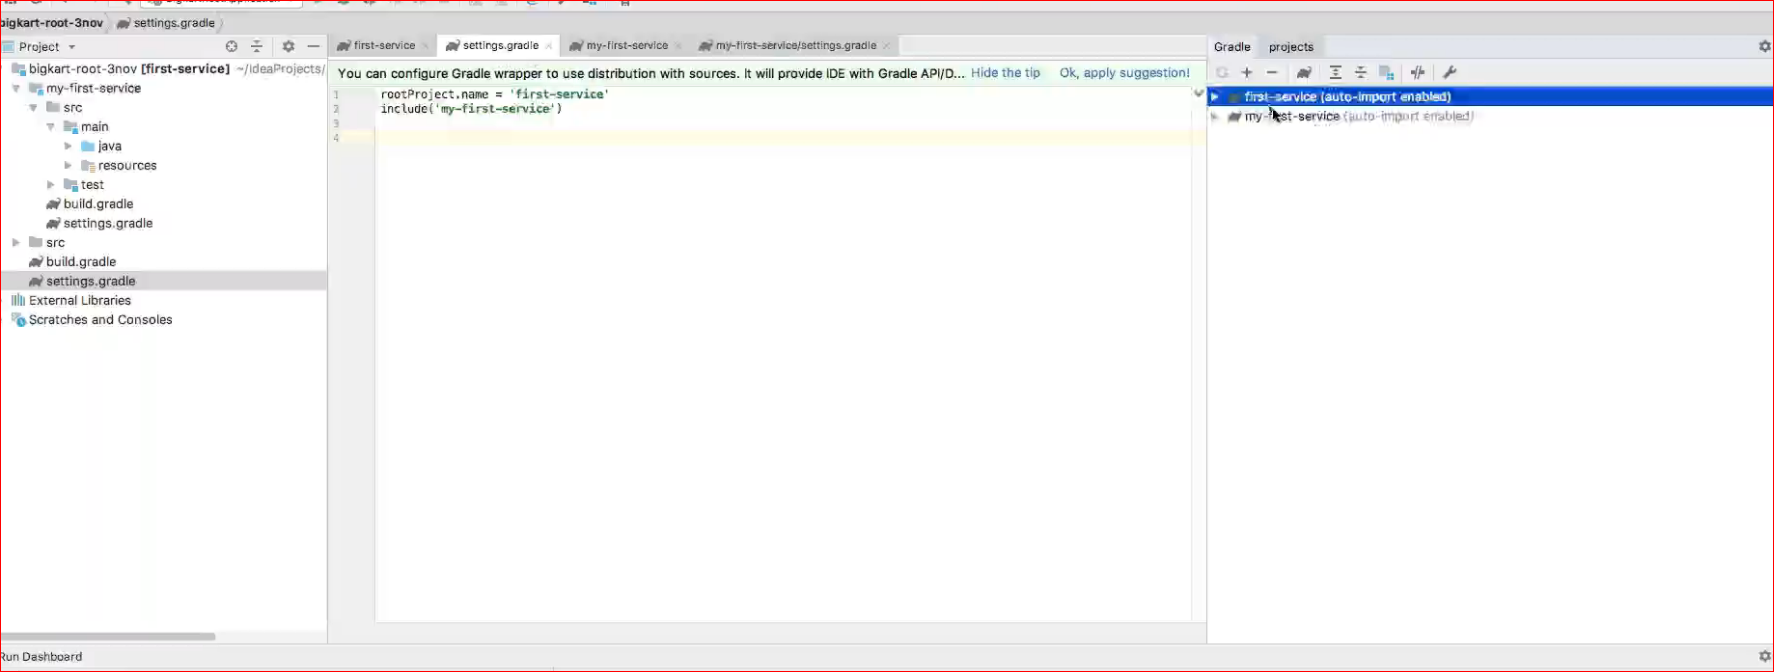 bigkart-root-3nov settings.gradle
Project
first-service
settings.gradle
my-first-service
my-first-service/settings.gradle
Gradle projects
bigkart-root-3nov [first-service] ~/IdeaProjects/
my-first-service
src
main
java
resources
test
build.gradle
settings.gradle
src
build.gradle
settings.gradle
External Libraries
Scratches and Consoles
You can configure Gradle wrapper to use distribution with sources. It will provide IDE with Gradle API/D... Hide the tip Ok, apply suggestion!
1 rootProject.name = 'first-service'
2 include('my-first-service')
3
4
first-service (auto-import enabled)
my-first-service (auto-import enabled)
Run Dashboard